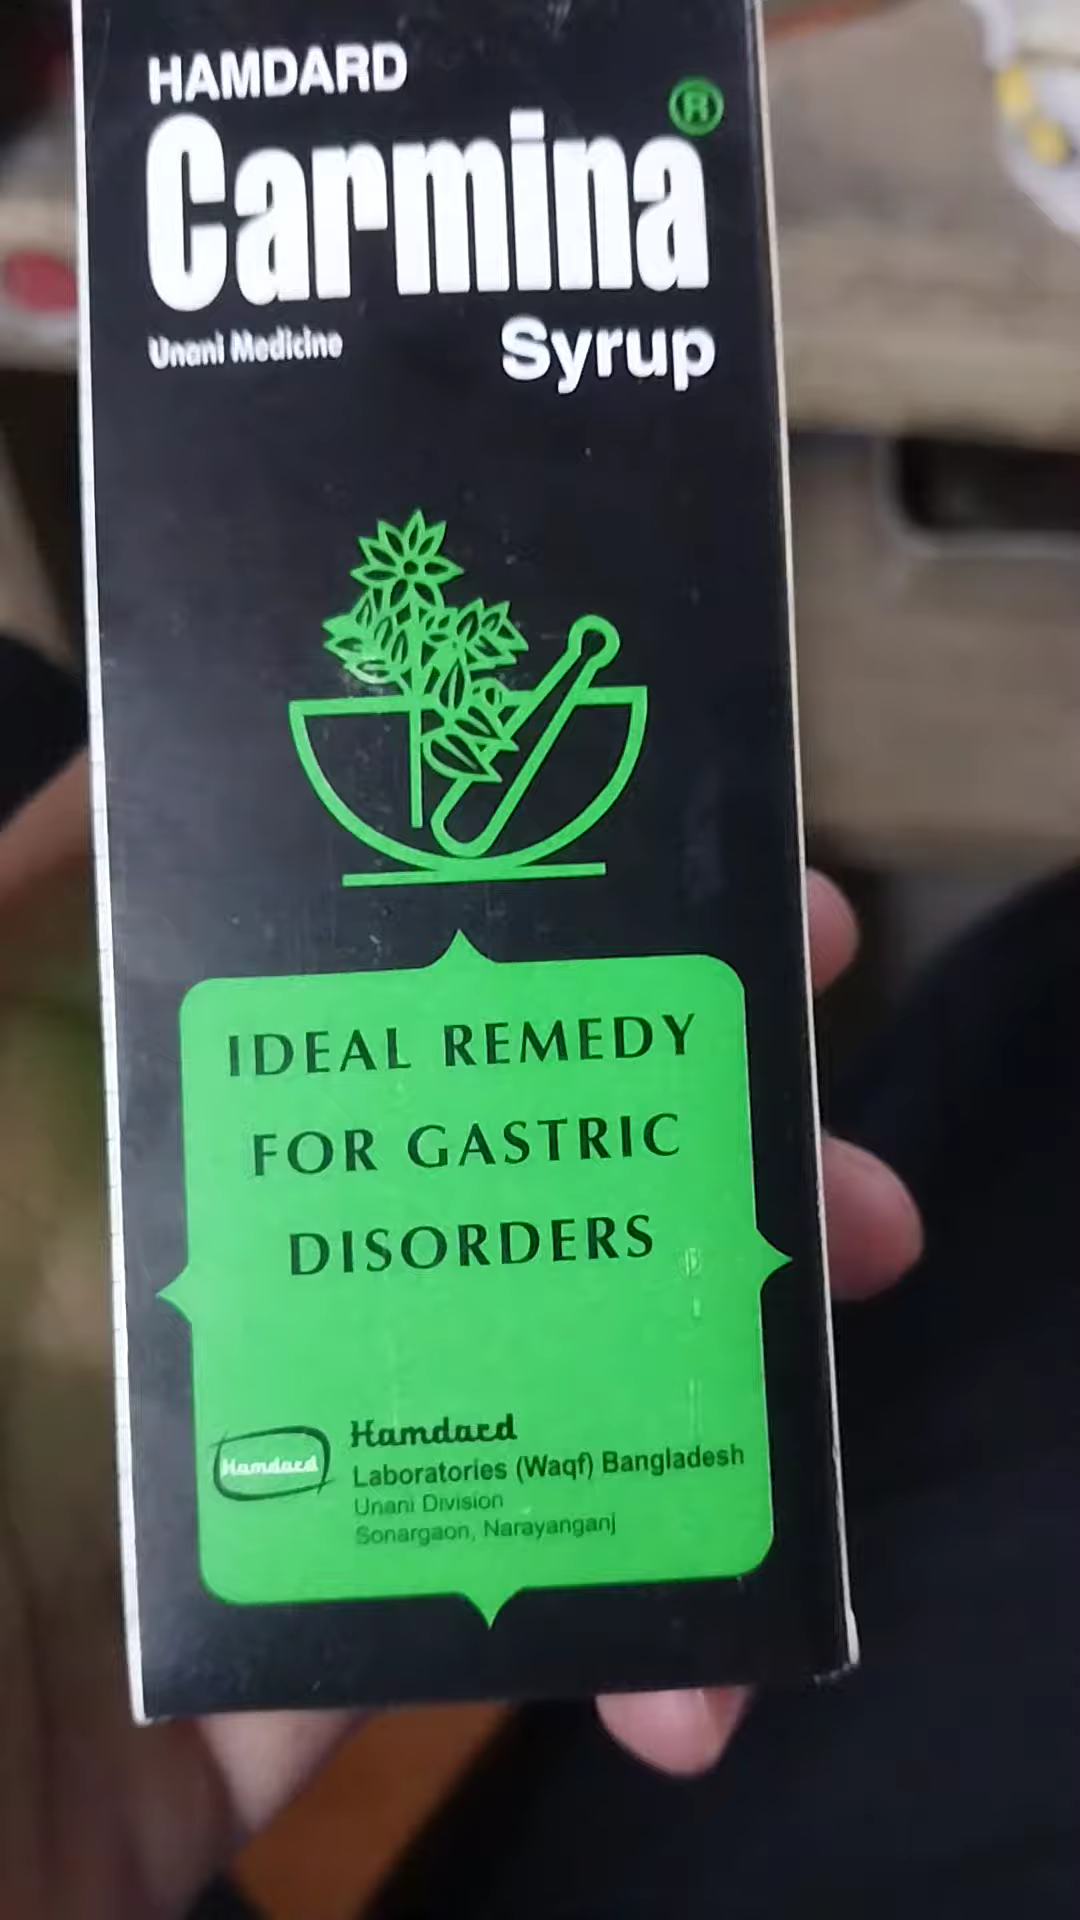 HAMDARD
Carmina ®
Unani Medicine Syrup
IDEAL REMEDY
FOR GASTRIC
DISORDERS
Hamdard
Hamdard
Laboratories (Waqf) Bangladesh
Unani Division
Sonargaon, Narayanganj